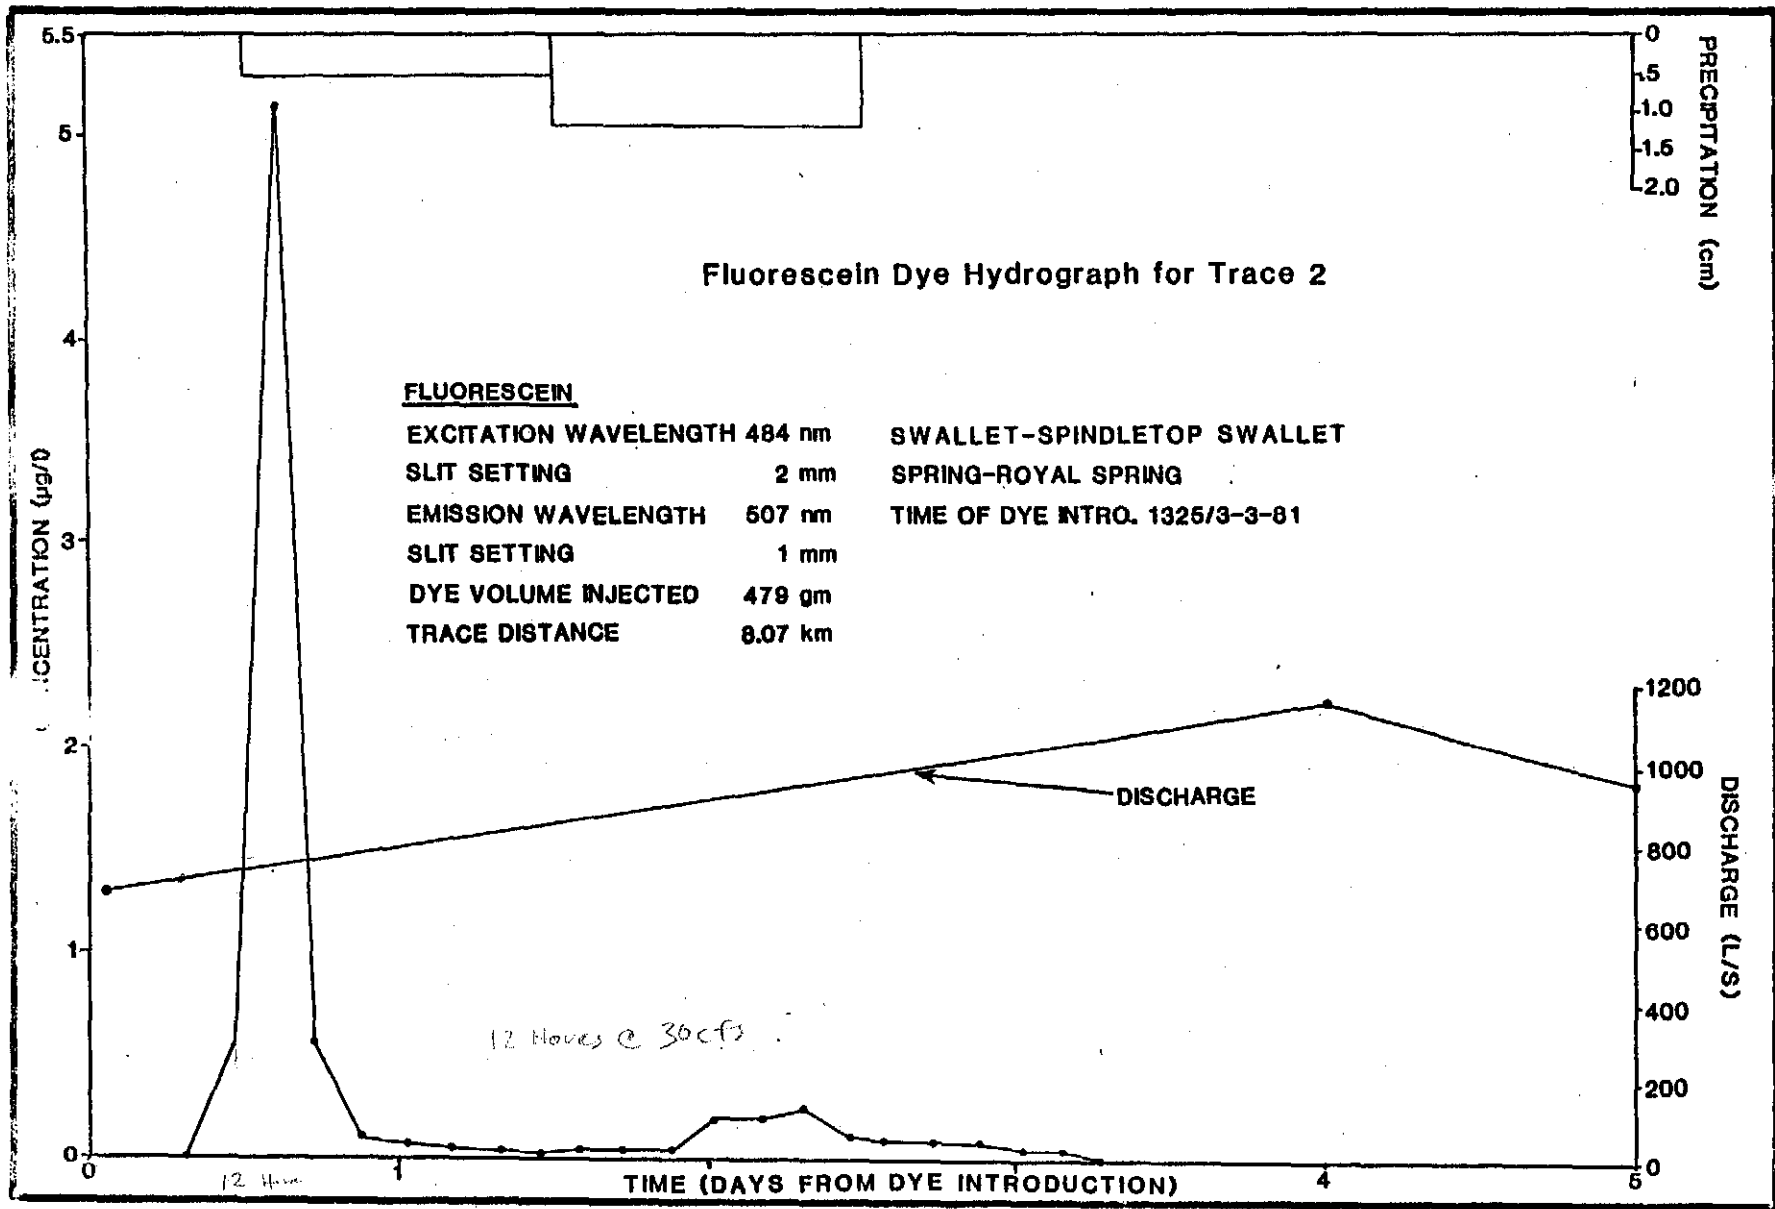 5.5
5
4
3
2
1
0
CENTRATION (µg/l)
0
.5
1.0
1.5
2.0
PRECIPITATION (cm)
Fluorescein Dye Hydrograph for Trace 2
FLUORESCEIN
EXCITATION WAVELENGTH 484 nm
SLIT SETTING 2 mm
EMISSION WAVELENGTH 507 nm
SLIT SETTING 1 mm
DYE VOLUME INJECTED 479 gm
TRACE DISTANCE 8.07 km
SWALLET-SPINDLETOP SWALLET
SPRING-ROYAL SPRING
TIME OF DYE INTRO. 1325/3-3-81
DISCHARGE
1200
1000
800
600
400
200
0
DISCHARGE (L/S)
12 Hours @ 30cfs
0
1
4
5
12 Hour
TIME (DAYS FROM DYE INTRODUCTION)